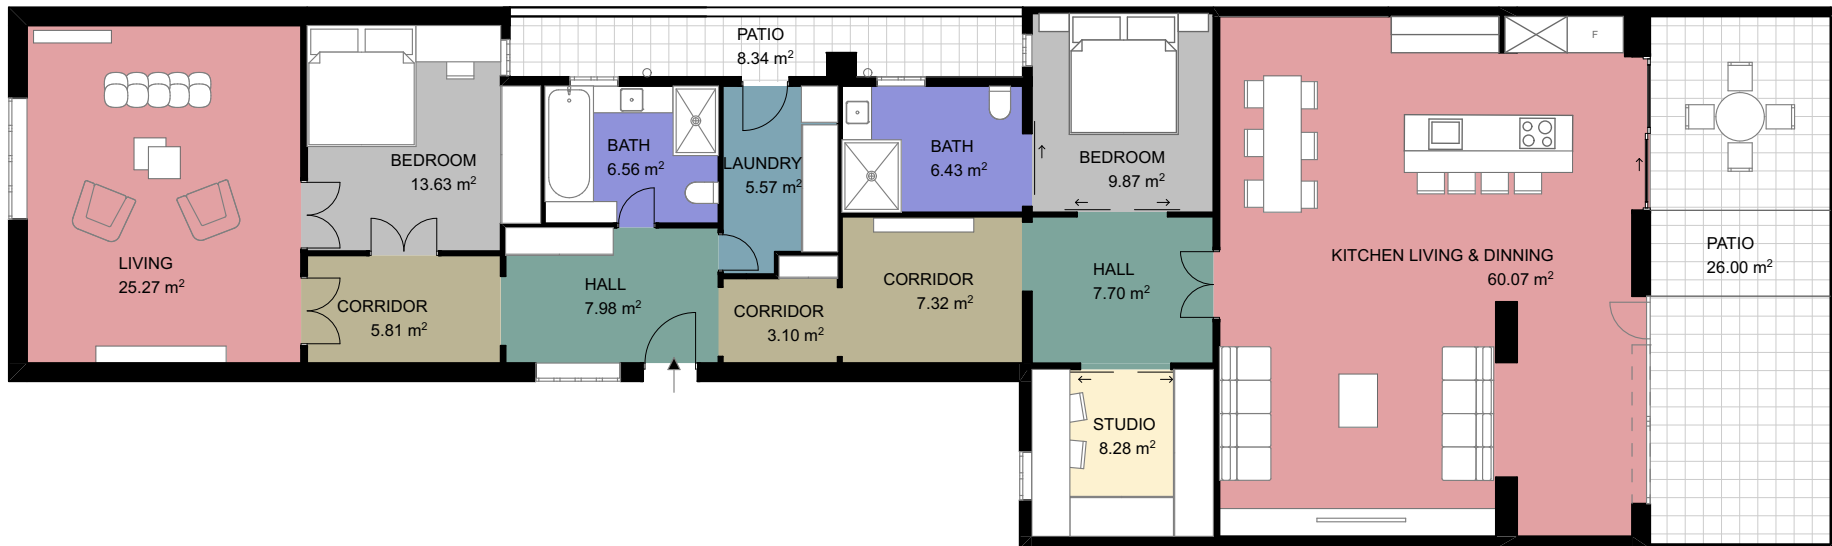 LIVING
25.27 m²
BEDROOM
13.63 m²
CORRIDOR
5.81 m²
HALL
7.98 m²
BATH
6.56 m²
PATIO
8.34 m²
LAUNDRY
5.57 m²
CORRIDOR
3.10 m²
BATH
6.43 m²
CORRIDOR
7.32 m²
BEDROOM
9.87 m²
HALL
7.70 m²
STUDIO
8.28 m²
F
KITCHEN LIVING & DINNING
60.07 m²
PATIO
26.00 m²